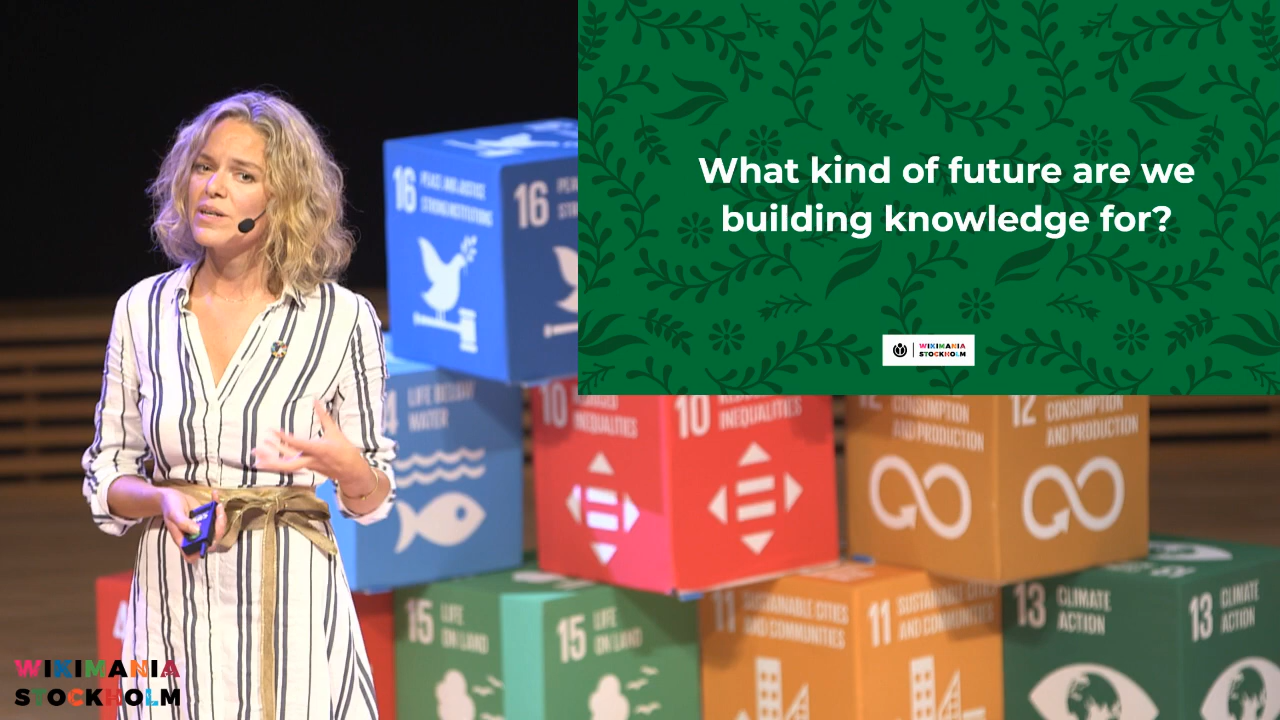 What kind of future are we
building knowledge for?
WIKIMANIA
STOCKHOLM
16 PEACE AND JUSTICE
STRONG INSTITUTIONS
16
LIFE BELOW
WATER
10
INEQUALITIES
10
INEQUALITIES
12 CONSUMPTION
AND PRODUCTION
12 CONSUMPTION
AND PRODUCTION
4
15 LIFE
ON LAND
15 LIFE
ON LAND
11 SUSTAINABLE CITIES
AND COMMUNITIES
11 SUSTAINABLE CITIES
AND COMMUNITIES
13 CLIMATE
ACTION
13 CLIMATE
ACTION
WIKIMANIA
STOCKHOLM